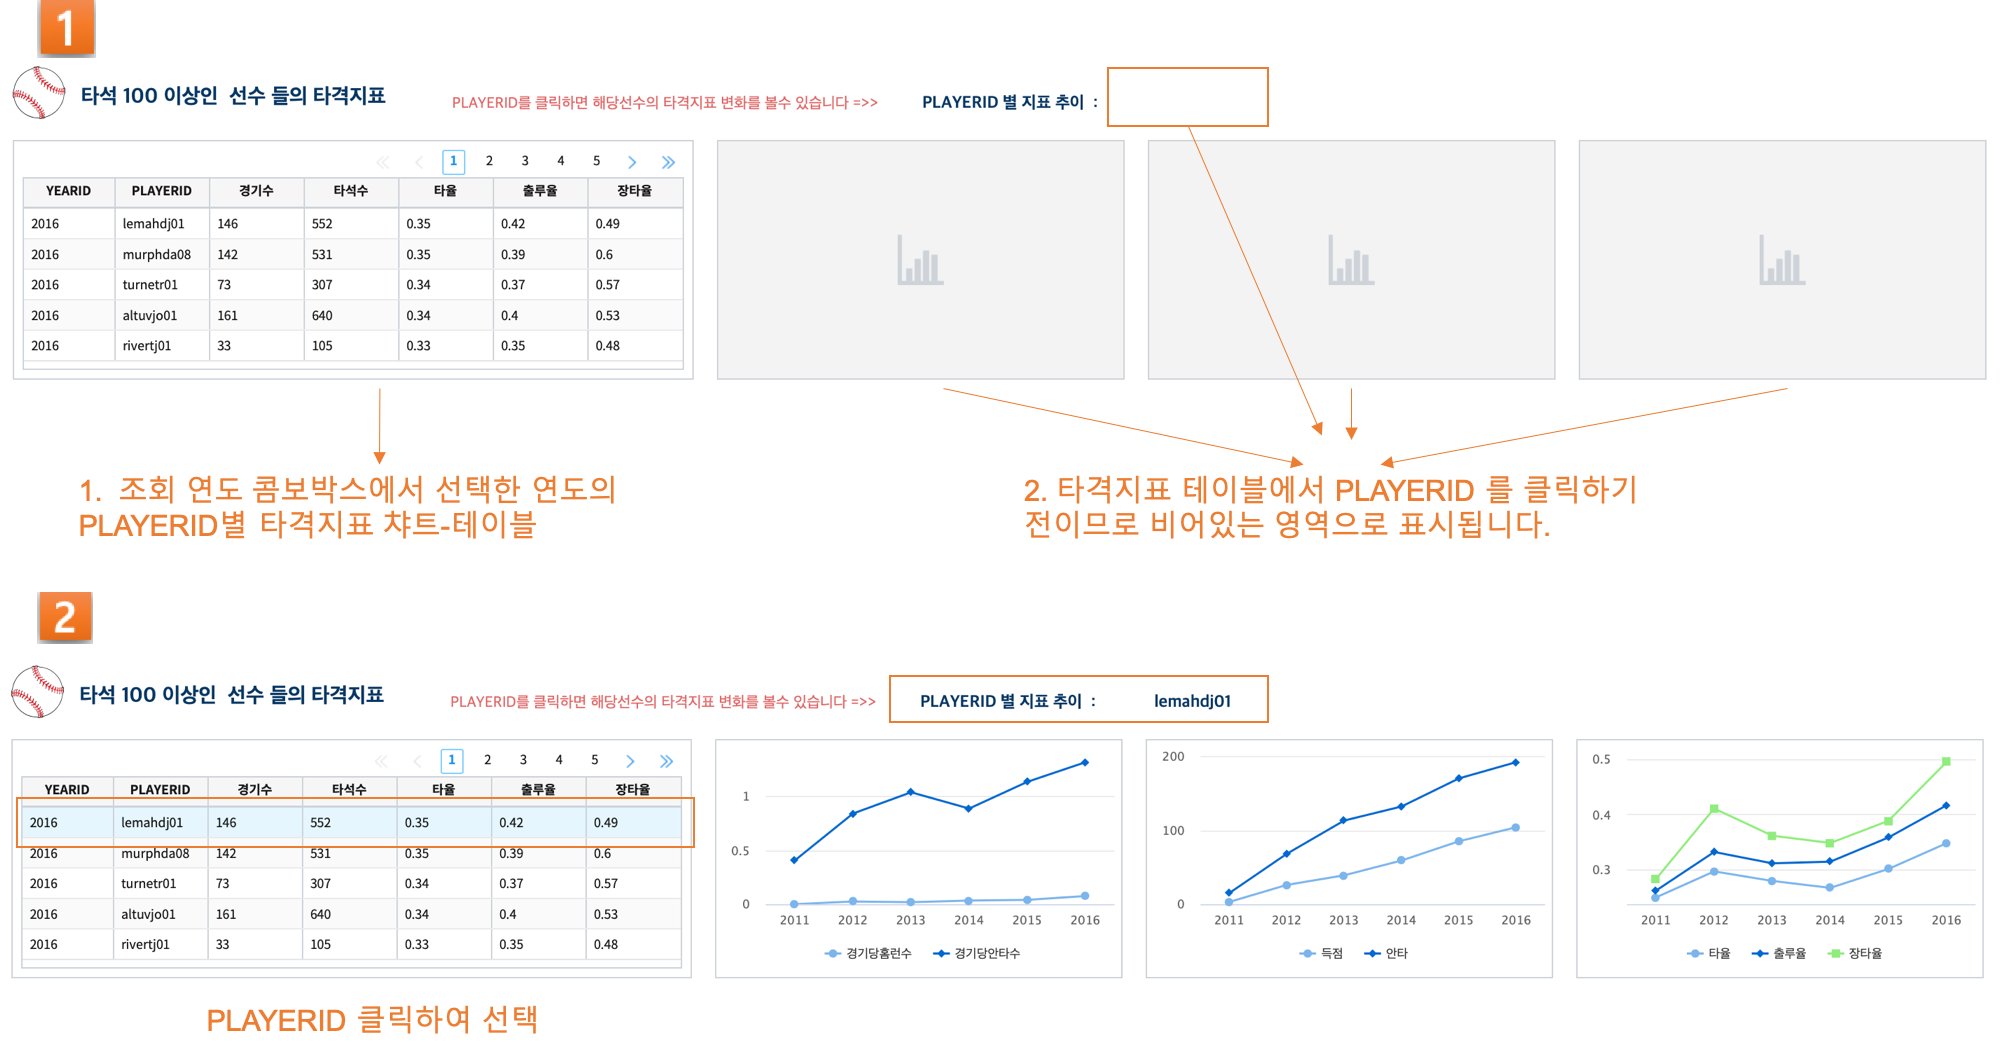 1
타석 100 이상인 선수 들의 타격지표
PLAYERID를 클릭하면 해당선수의 타격지표 변화를 볼수 있습니다 =>>
PLAYERID 별 지표 추이 :
1 2 3 4 5
YEARID PLAYERID 경기수 타석수 타율 출루율 장타율
2016 lemahdj01 146 552 0.35 0.42 0.49
2016 murphda08 142 531 0.35 0.39 0.6
2016 turnetr01 73 307 0.34 0.37 0.57
2016 altuvjo01 161 640 0.34 0.4 0.53
2016 rivertj01 33 105 0.33 0.35 0.48
1. 조회 연도 콤보박스에서 선택한 연도의
PLAYERID별 타격지표 챠트-테이블
2. 타격지표 테이블에서 PLAYERID 를 클릭하기
전이므로 비어있는 영역으로 표시됩니다.
2
타석 100 이상인 선수 들의 타격지표
PLAYERID를 클릭하면 해당선수의 타격지표 변화를 볼수 있습니다 =>>
PLAYERID 별 지표 추이 : lemahdj01
1 2 3 4 5
YEARID PLAYERID 경기수 타석수 타율 출루율 장타율
2016 lemahdj01 146 552 0.35 0.42 0.49
2016 murphda08 142 531 0.35 0.39 0.6
2016 turnetr01 73 307 0.34 0.37 0.57
2016 altuvjo01 161 640 0.34 0.4 0.53
2016 rivertj01 33 105 0.33 0.35 0.48
1
0.5
0
2011 2012 2013 2014 2015 2016
경기당홈런수 경기당안타수
200
100
0
2011 2012 2013 2014 2015 2016
득점 안타
0.5
0.4
0.3
2011 2012 2013 2014 2015 2016
타율 출루율 장타율
PLAYERID 클릭하여 선택